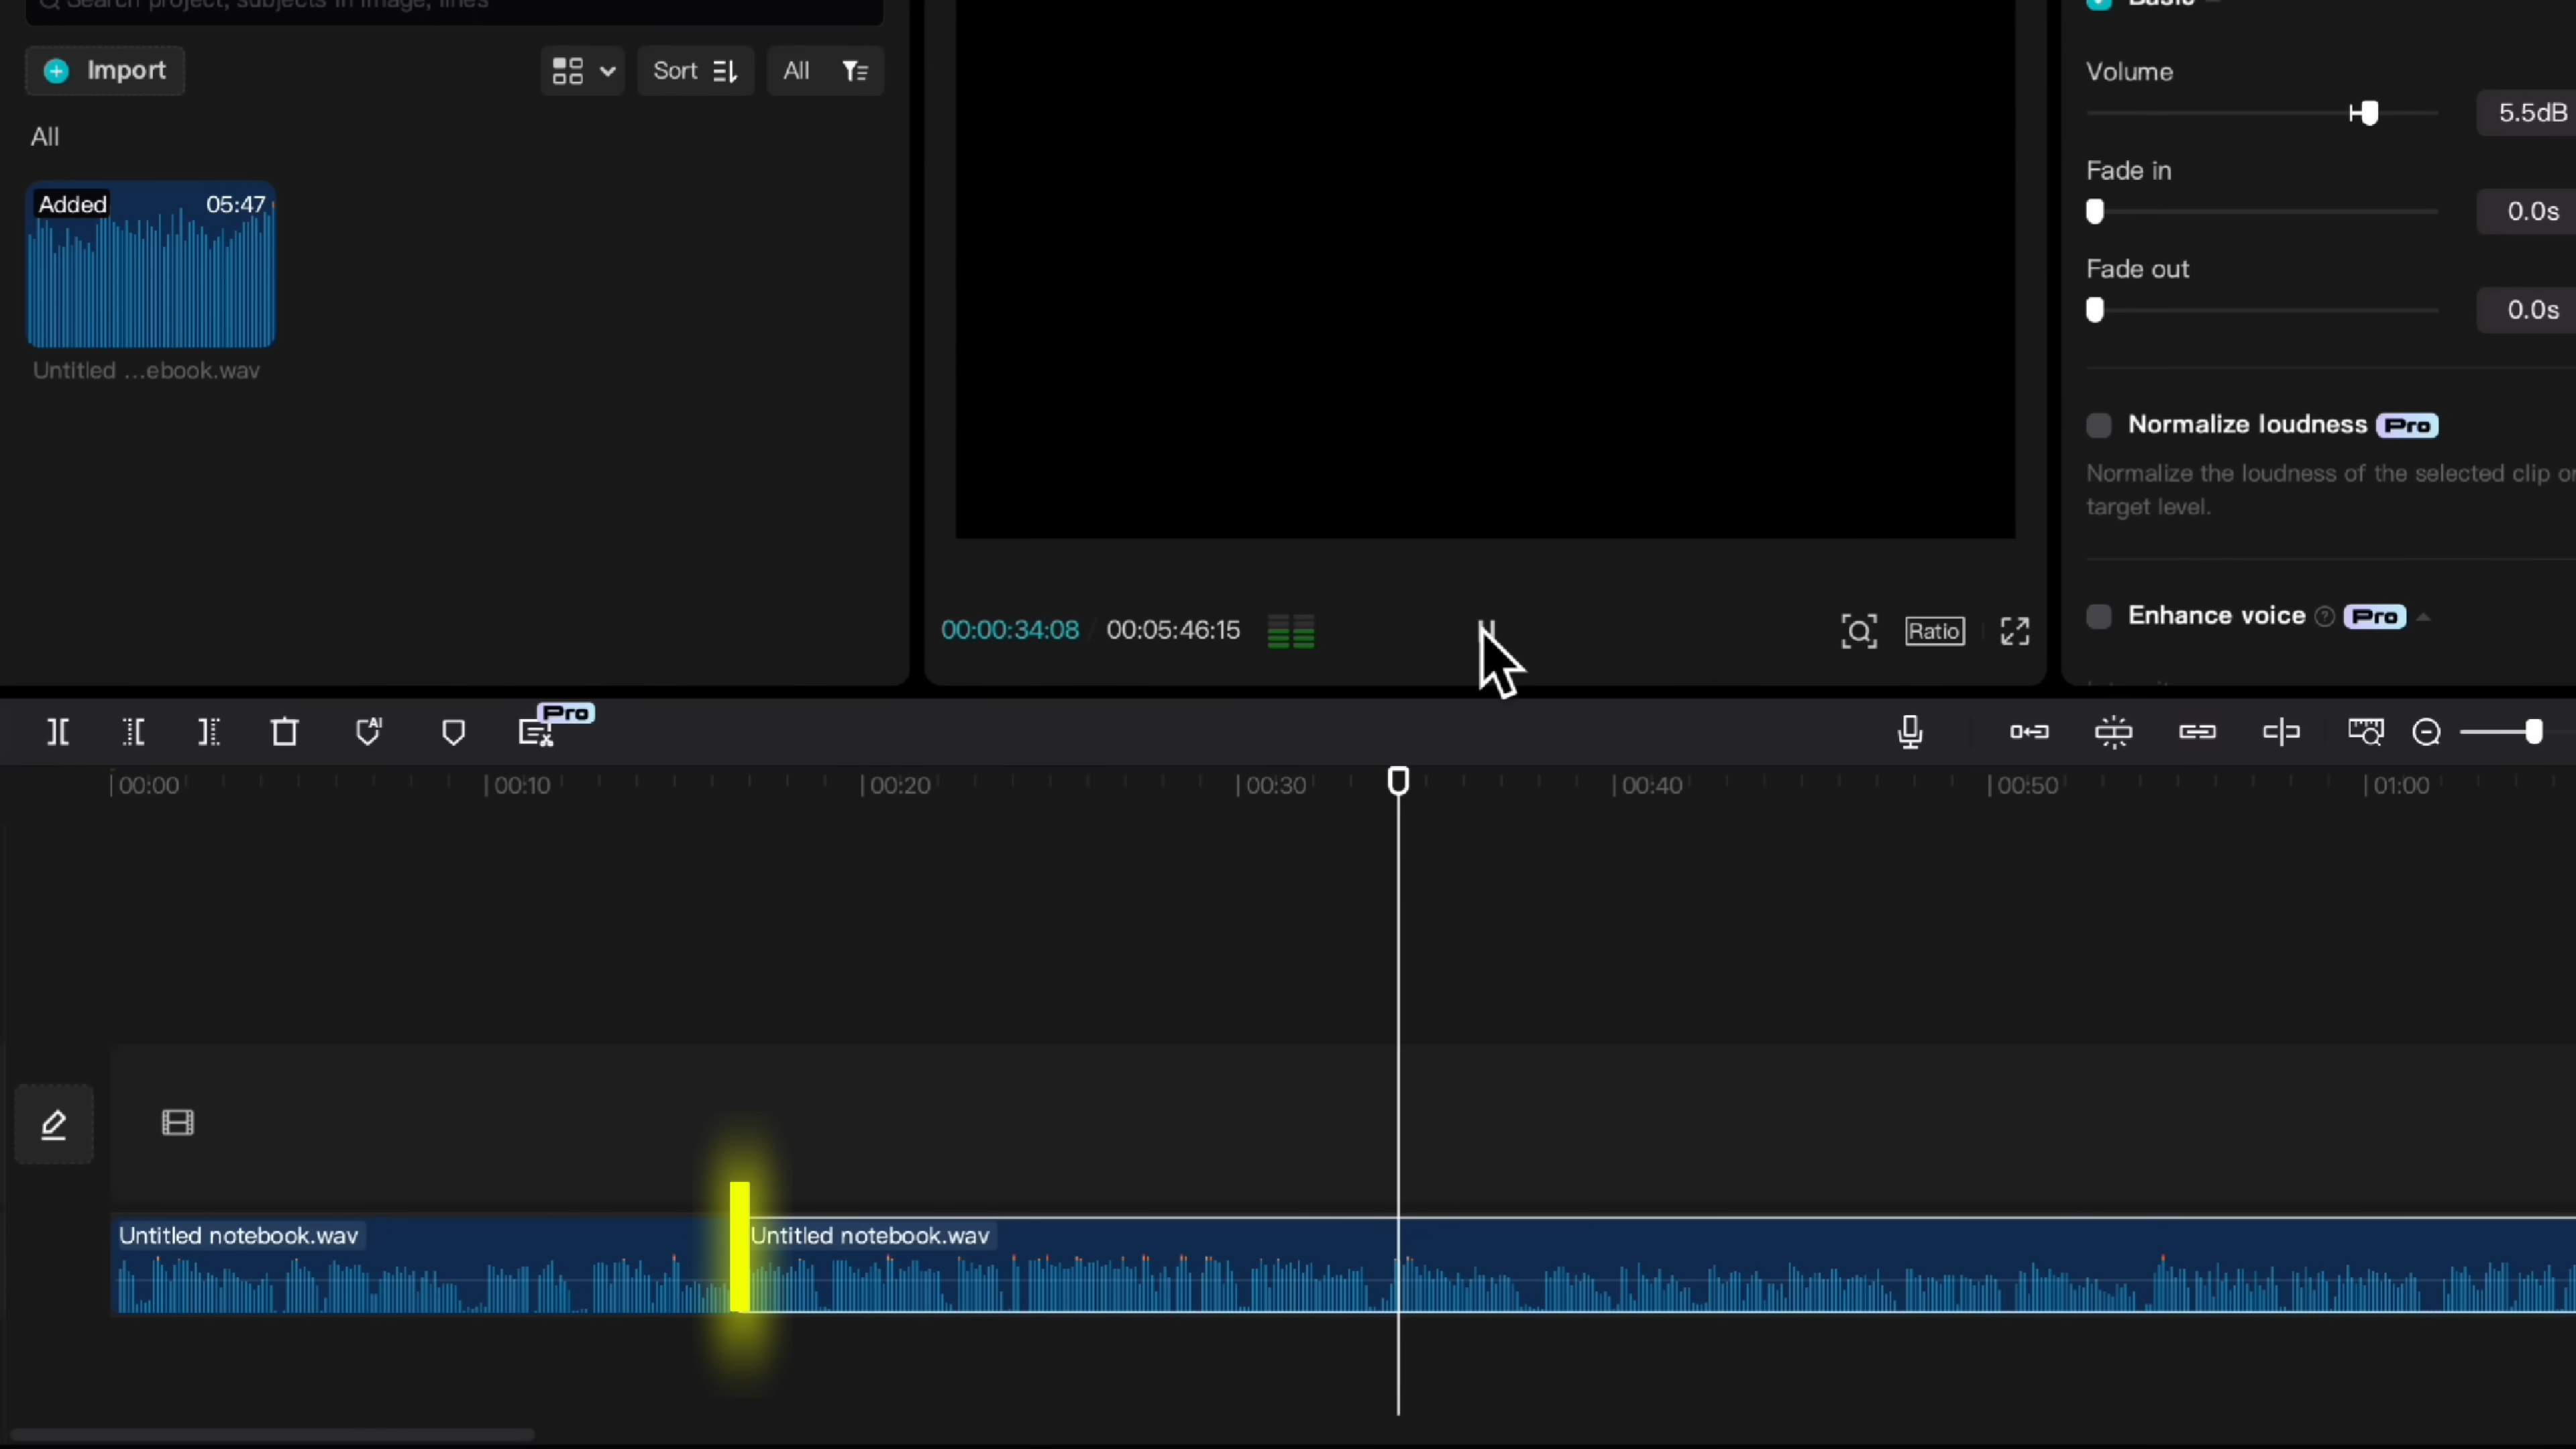 Search project, subjects in image, lines
Import
Sort
All
All
Added 05:47
Untitled ...ebook.wav
00:00:34:08 / 00:05:46:15
Ratio
Basic
Volume
5.5dB
Fade in
0.0s
Fade out
0.0s
Normalize loudness Pro
Normalize the loudness of the selected clip or
target level.
Enhance voice ? Pro
AI
Pro
00:00 00:10 00:20 00:30 00:40 00:50 01:00
Untitled notebook.wav Untitled notebook.wav